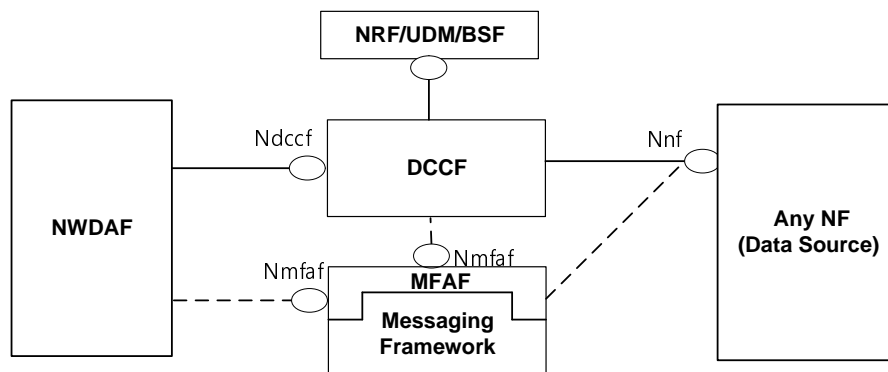 NRF/UDM/BSF
Ndccf
DCCF
Nnf
NWDAF
Any NF
(Data Source)
Nmfaf
Nmfaf
MFAF
Messaging
Framework